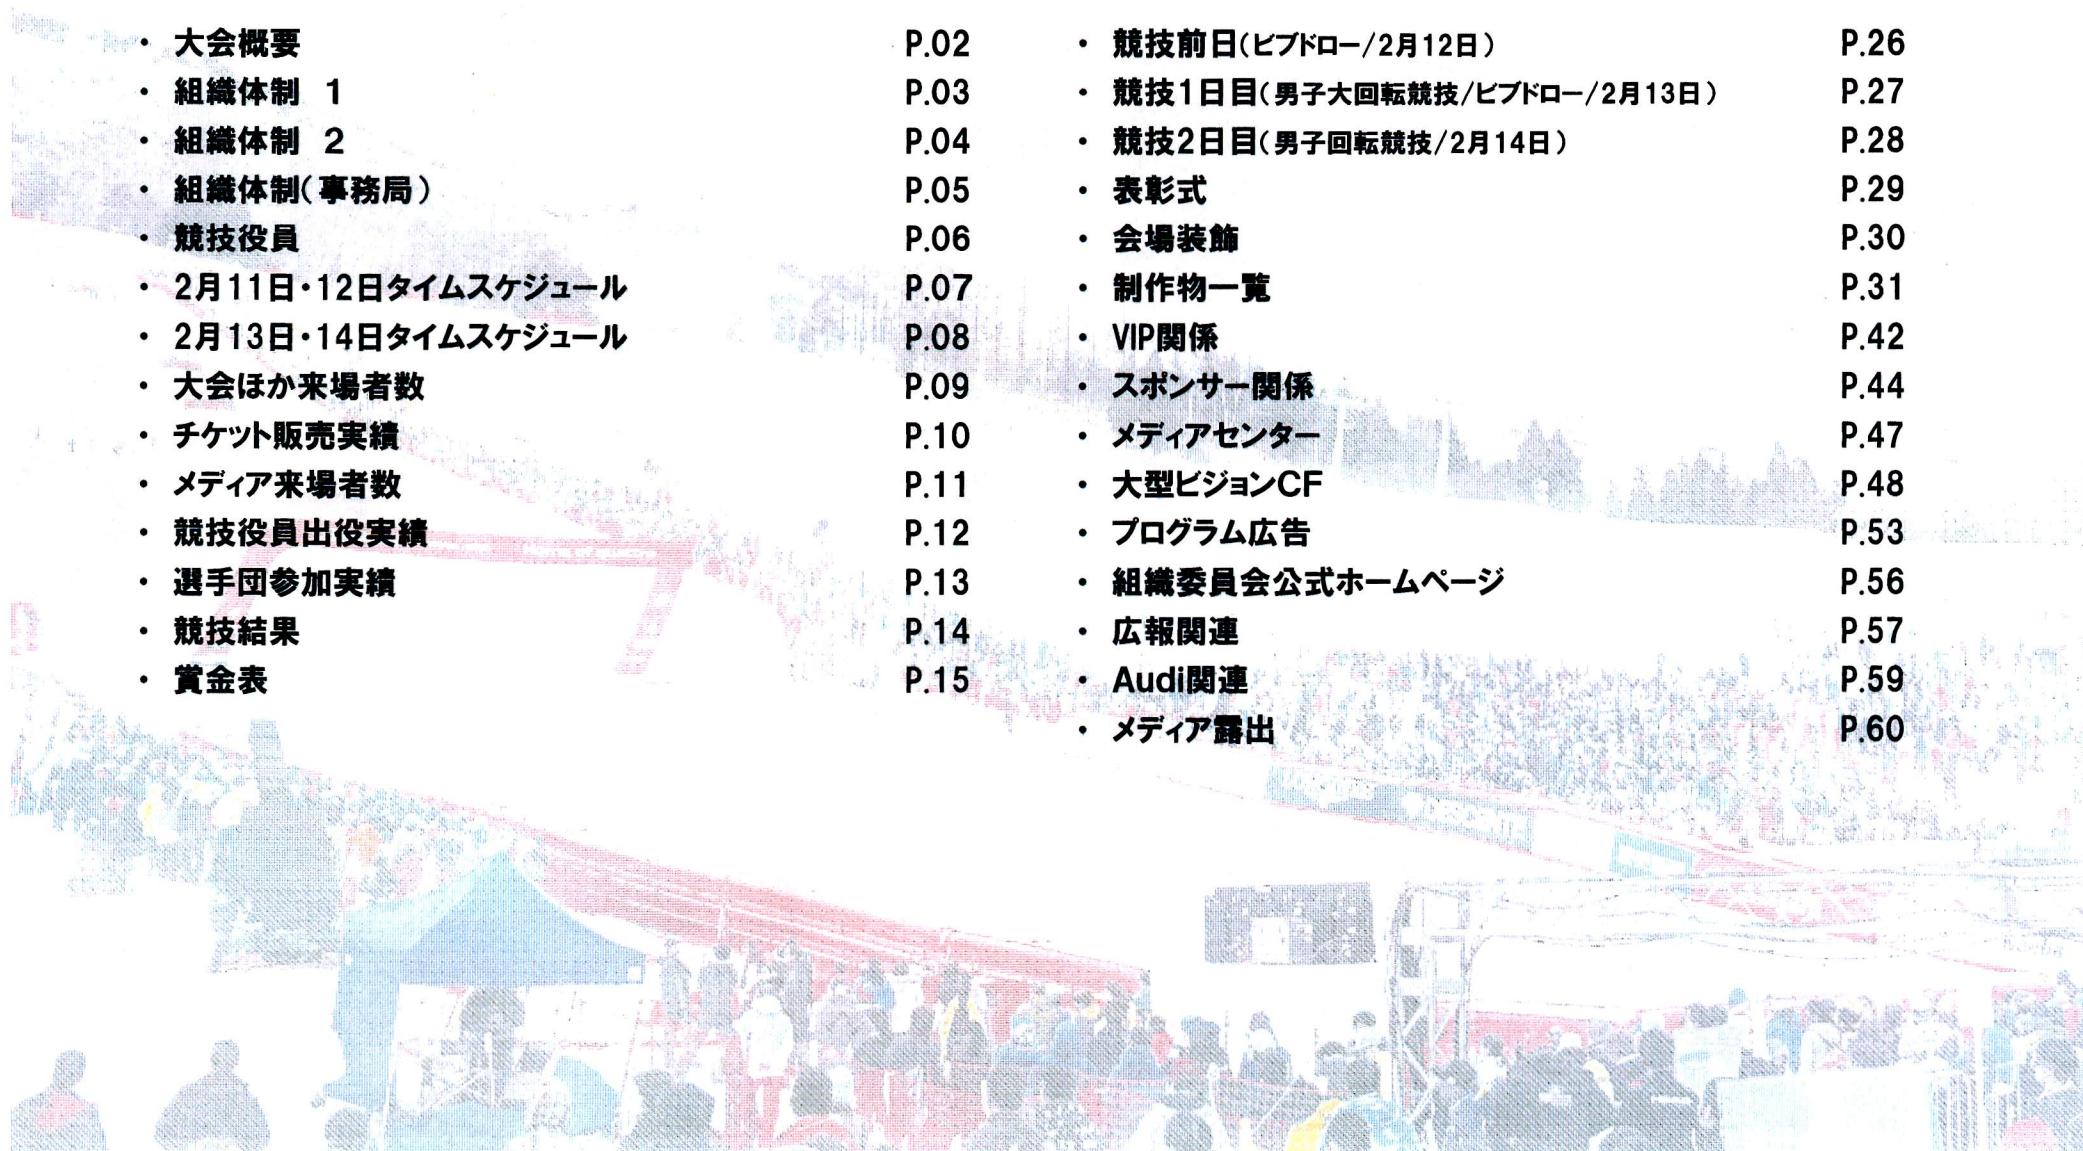 ・ 大会概要 P.02
・ 組織体制 1 P.03
・ 組織体制 2 P.04
・ 組織体制(事務局) P.05
・ 競技役員 P.06
・ 2月11日・12日タイムスケジュール P.07
・ 2月13日・14日タイムスケジュール P.08
・ 大会ほか来場者数 P.09
・ チケット販売実績 P.10
・ メディア来場者数 P.11
・ 競技役員出役実績 P.12
・ 選手団参加実績 P.13
・ 競技結果 P.14
・ 賞金表 P.15
・ 競技前日(ビブドロー/2月12日) P.26
・ 競技1日目(男子大回転競技/ビブドロー/2月13日) P.27
・ 競技2日目(男子回転競技/2月14日) P.28
・ 表彰式 P.29
・ 会場装飾 P.30
・ 制作物一覧 P.31
・ VIP関係 P.42
・ スポンサー関係 P.44
・ メディアセンター P.47
・ 大型ビジョンCF P.48
・ プログラム広告 P.53
・ 組織委員会公式ホームページ P.56
・ 広報関連 P.57
・ Audi関連 P.59
・ メディア露出 P.60